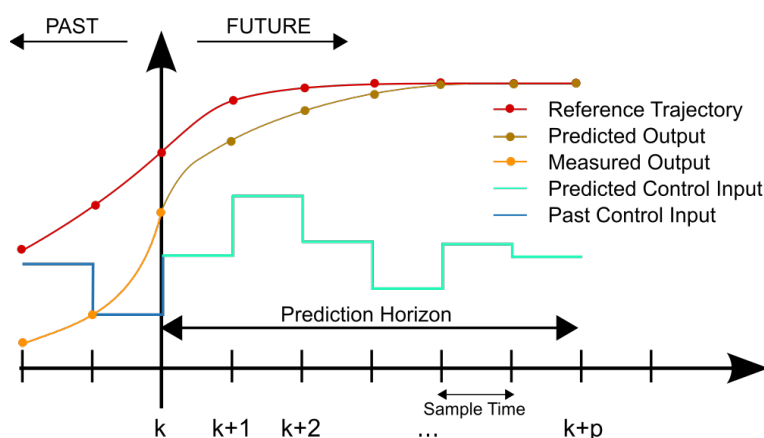 PAST
FUTURE
Reference Trajectory
Predicted Output
Measured Output
Predicted Control Input
Past Control Input
Prediction Horizon
Sample Time
k
k+1
k+2
...
k+p